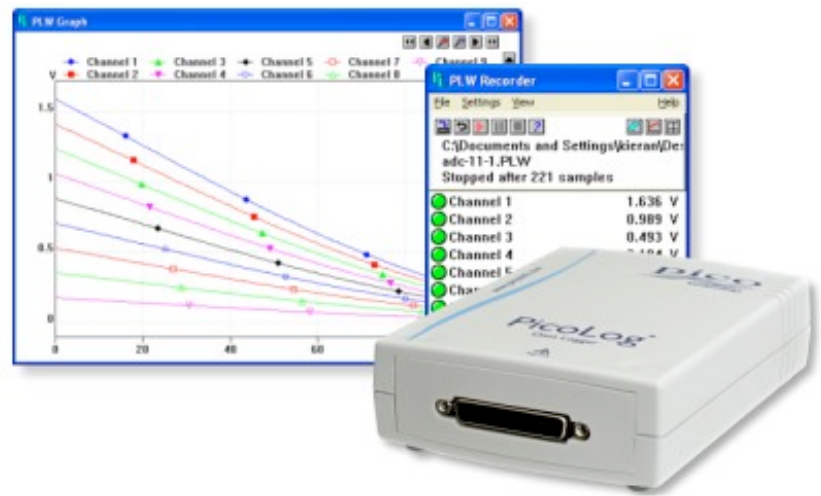 PLW Graph
Channel 1 Channel 3 Channel 5 Channel 7 Channel 9
V Channel 2 Channel 4 Channel 6 Channel 8
1.5
1
0.5
0
0 20 40 60
PLW Recorder
File Settings View Help
C:\Documents and Settings\kieran\Des
adc-11-1.PLW
Stopped after 221 samples
Channel 1 1.636 V
Channel 2 0.989 V
Channel 3 0.493 V
Channel 4 V
Channel
Cha
pico
PicoLog
Data Logger